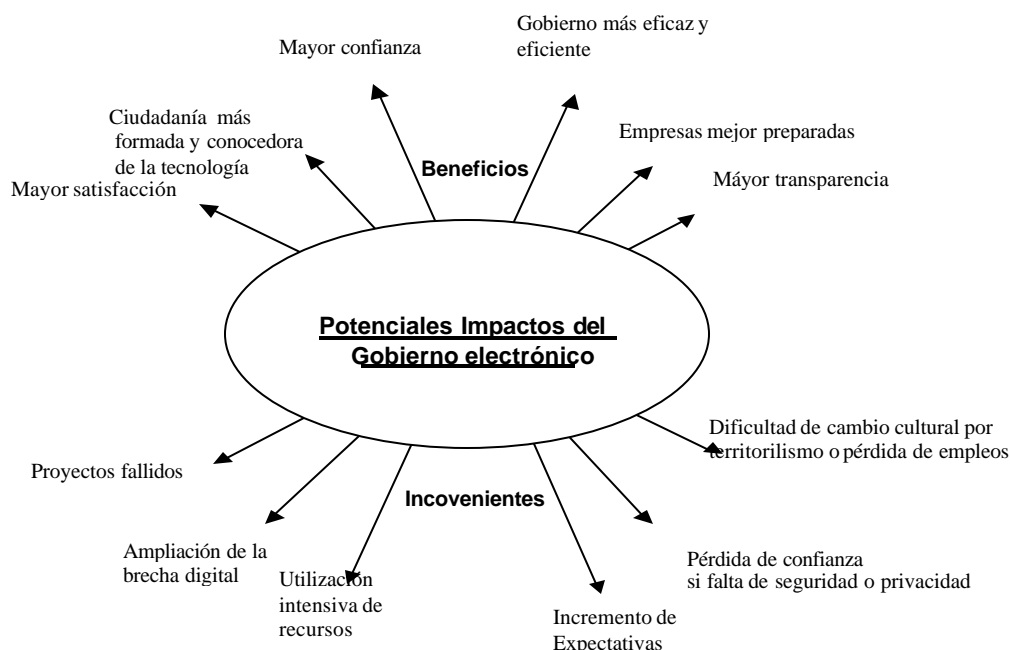 Gobierno más eficaz y
eficiente
Mayor confianza
Ciudadanía más
formada y conocedora
de la tecnología
Empresas mejor preparadas
Beneficios
Mayor satisfacción
Máyor transparencia
Potenciales Impactos del
Gobierno electrónico
Dificultad de cambio cultural por
territorilismo o pérdida de empleos
Proyectos fallidos
Incovenientes
Ampliación de la
brecha digital
Utilización
intensiva de
recursos
Pérdida de confianza
si falta de seguridad o privacidad
Incremento de
Expectativas